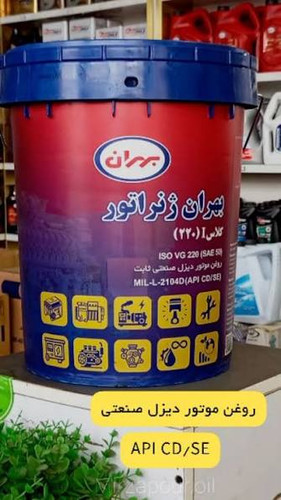 بهران
بهران ژنراتور
کلاس I (۲۲۰)
ISO VG 220 (SAE 50)
روغن موتور دیزل صنعتی ثابت
MIL-L-2104D(API CD/SE)
روغن موتور دیزل صنعتی
API CD/SE